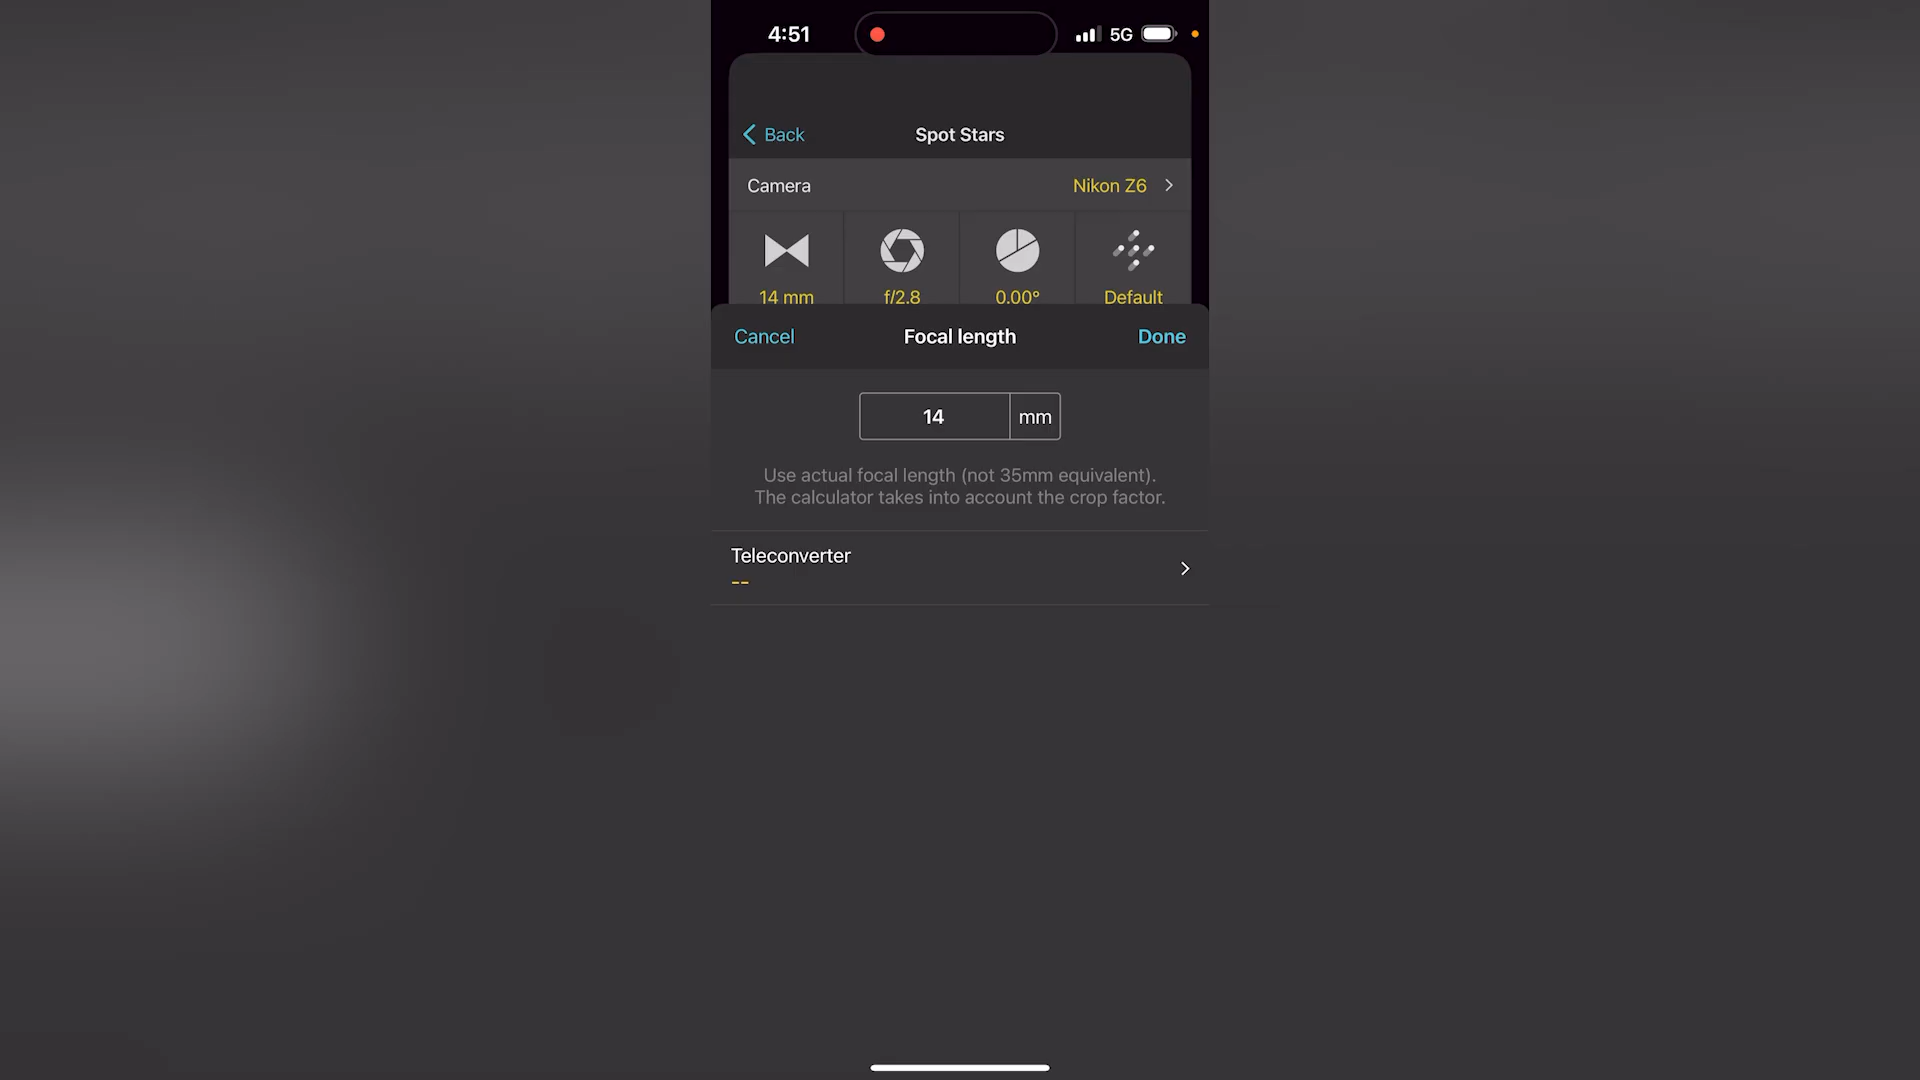 4:51
5G
Back
Spot Stars
Camera
Nikon Z6
14 mm
f/2.8
0.00°
Default
Cancel
Focal length
Done
14
mm
Use actual focal length (not 35mm equivalent).
The calculator takes into account the crop factor.
Teleconverter
--